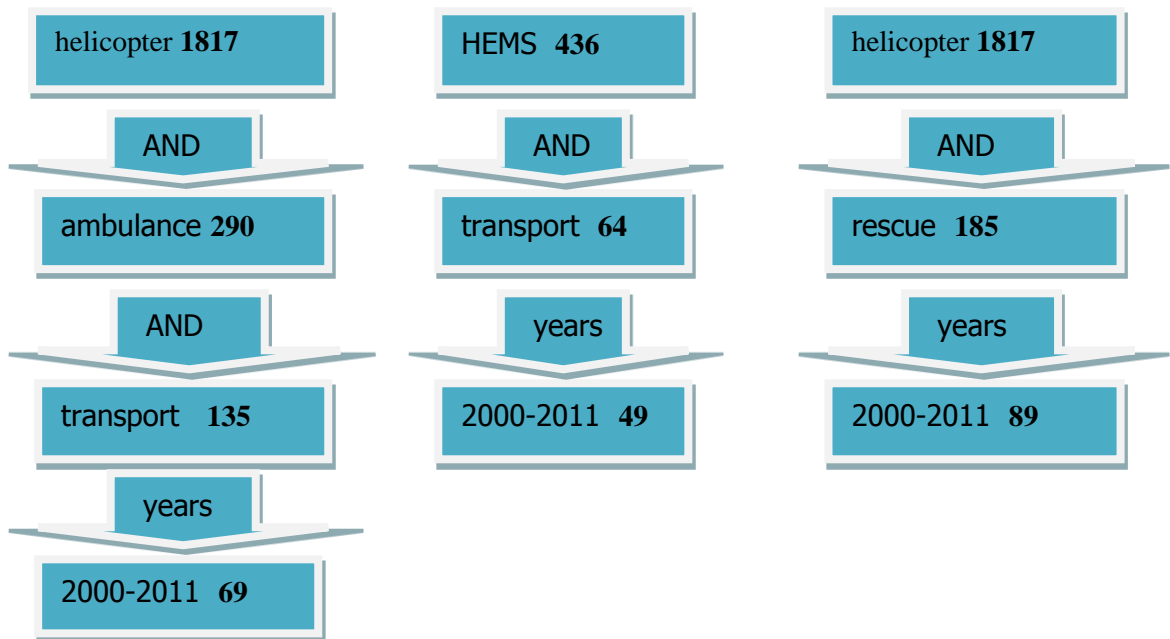 helicopter 1817
AND
ambulance 290
AND
transport 135
years
2000-2011 69
HEMS 436
AND
transport 64
years
2000-2011 49
helicopter 1817
AND
rescue 185
years
2000-2011 89